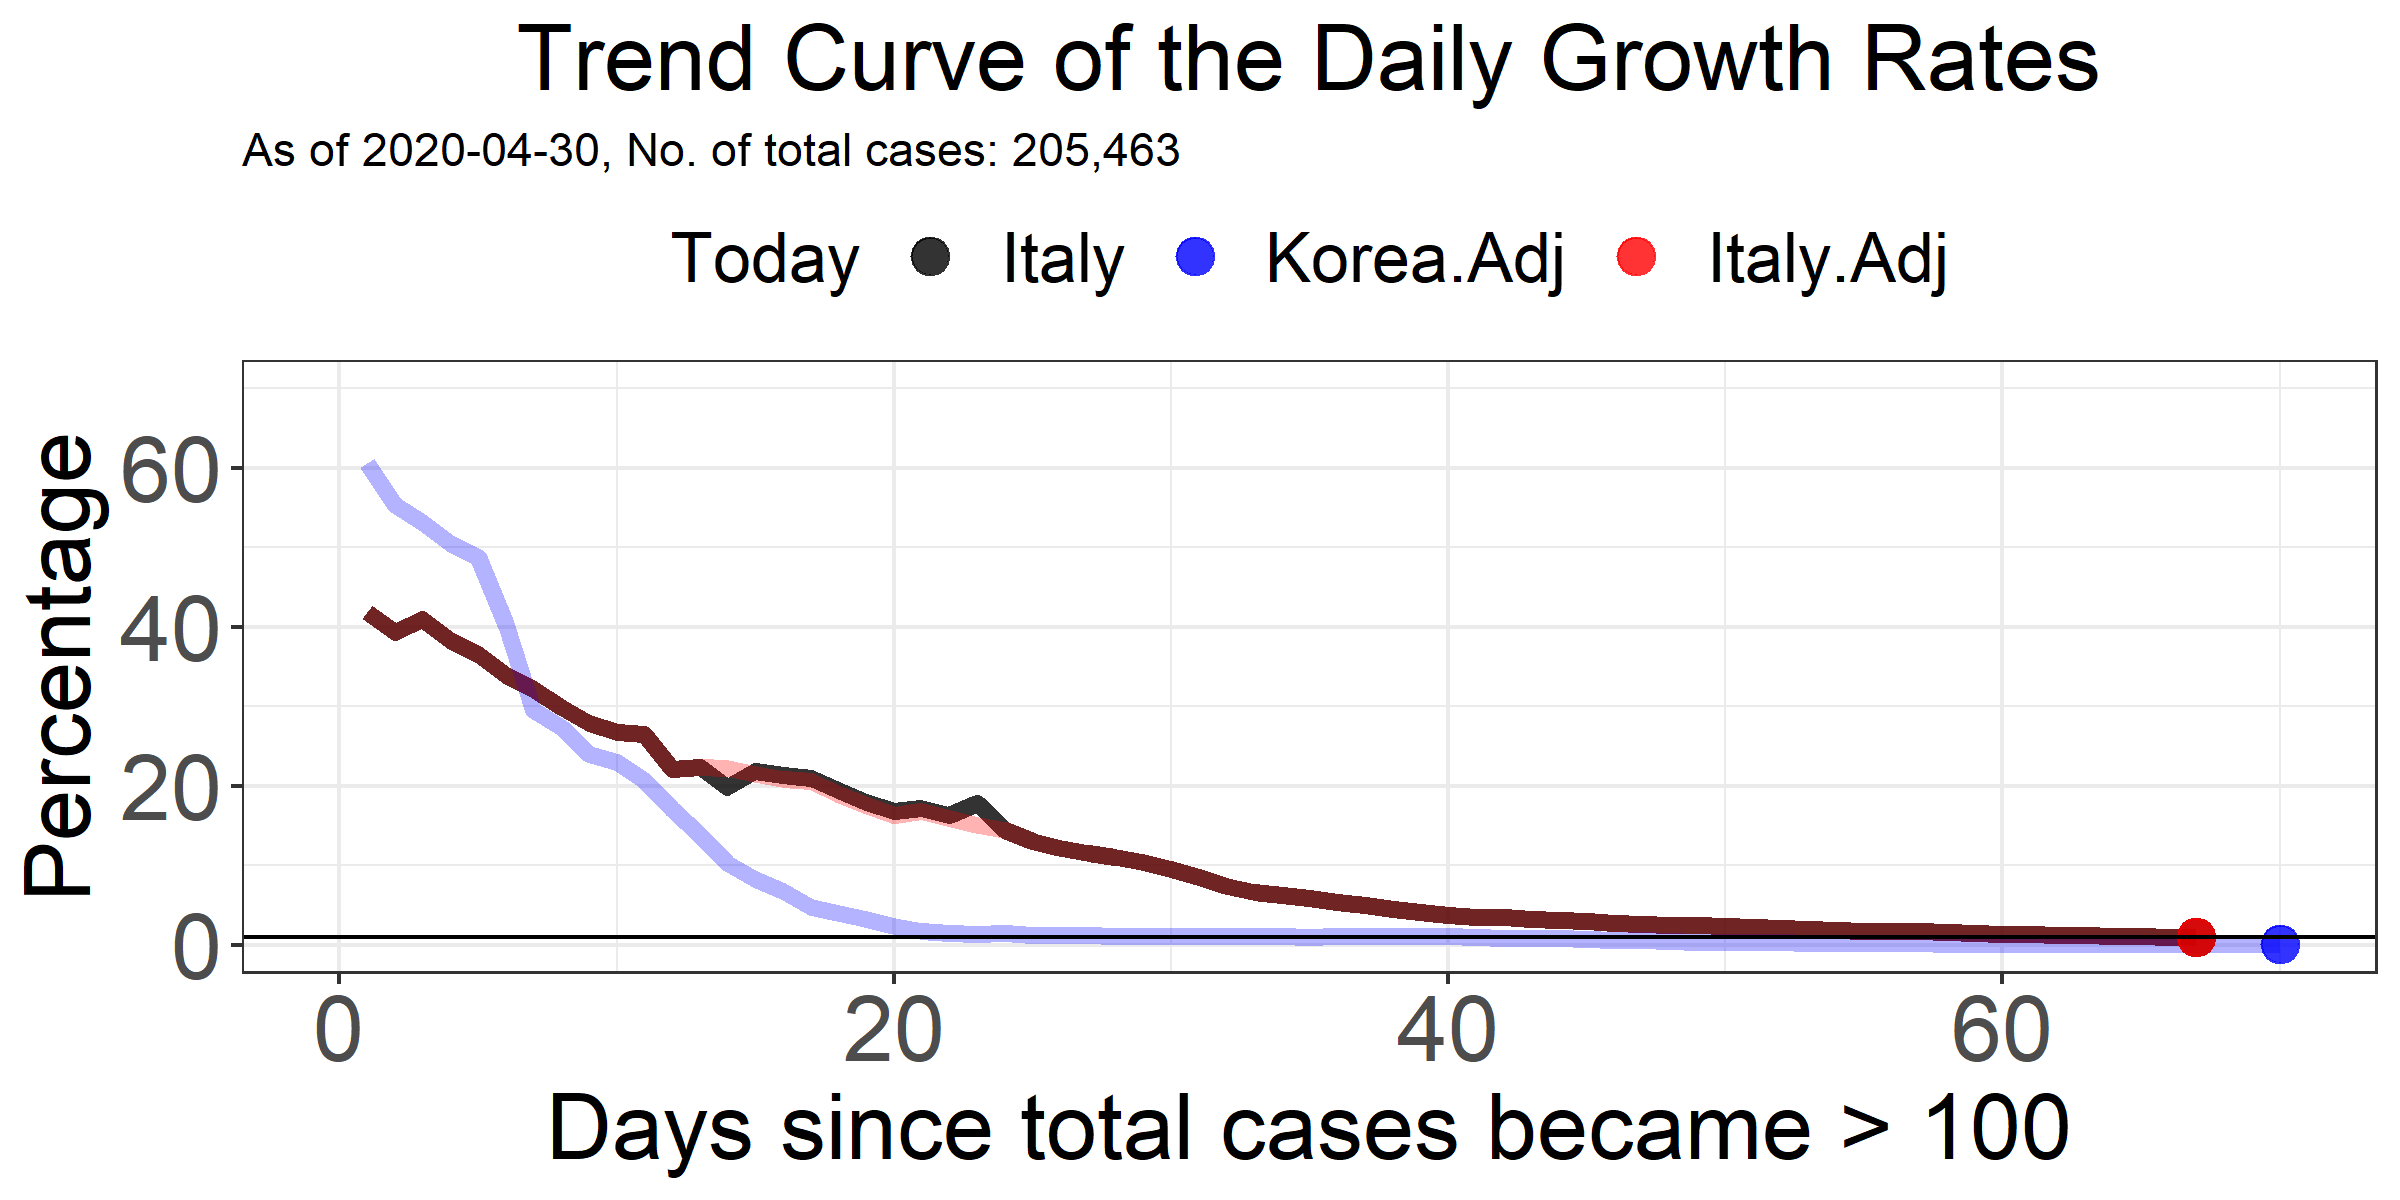 Trend Curve of the Daily Growth Rates
As of 2020-04-30, No. of total cases: 205,463
Today Italy Korea.Adj Italy.Adj
Percentage
60
40
20
0
0 20 40 60
Days since total cases became > 100